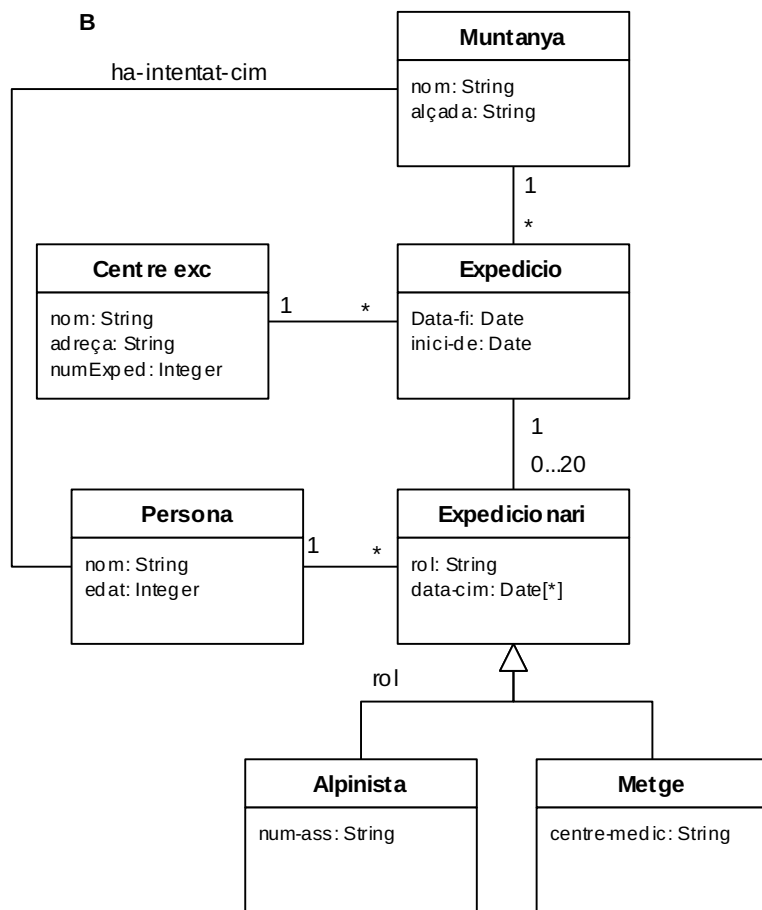 B
Muntanya
ha-intentat-cim
nom: String
alçada: String
1
*
Centre exc
Expedicio
nom: String
adreça: String
numExped: Integer
1
*
Data-fi: Date
inici-de: Date
1
0...20
Persona
Expedicionari
nom: String
edat: Integer
1
*
rol: String
data-cim: Date[*]
rol
Alpinista
Metge
num-ass: String
centre-medic: String